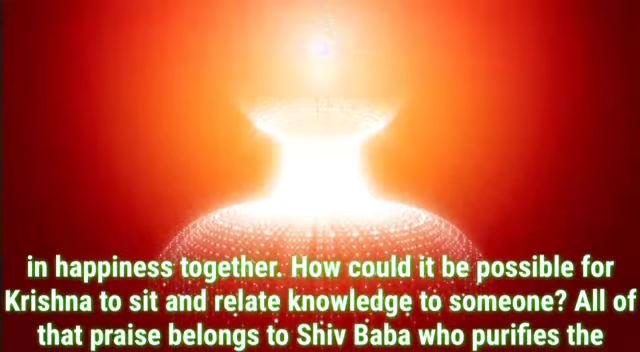 in happiness together. How could it be possible for
Krishna to sit and relate knowledge to someone? All of
that praise belongs to Shiv Baba who purifies the